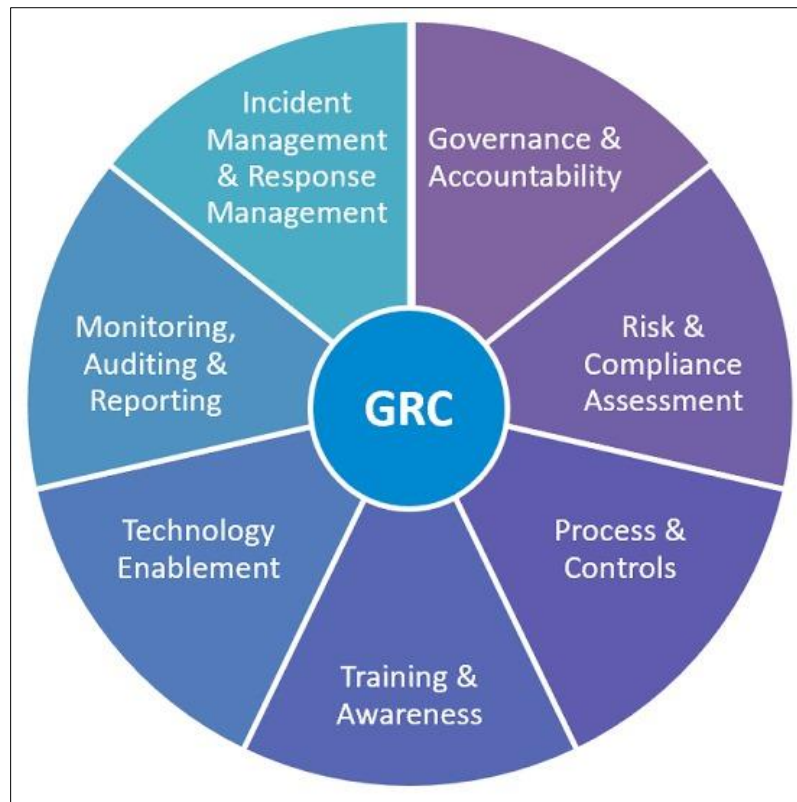 Incident
Management
& Response
Management
Governance &
Accountability
Risk &
Compliance
Assessment
Process &
Controls
Training &
Awareness
Technology
Enablement
Monitoring,
Auditing &
Reporting
GRC